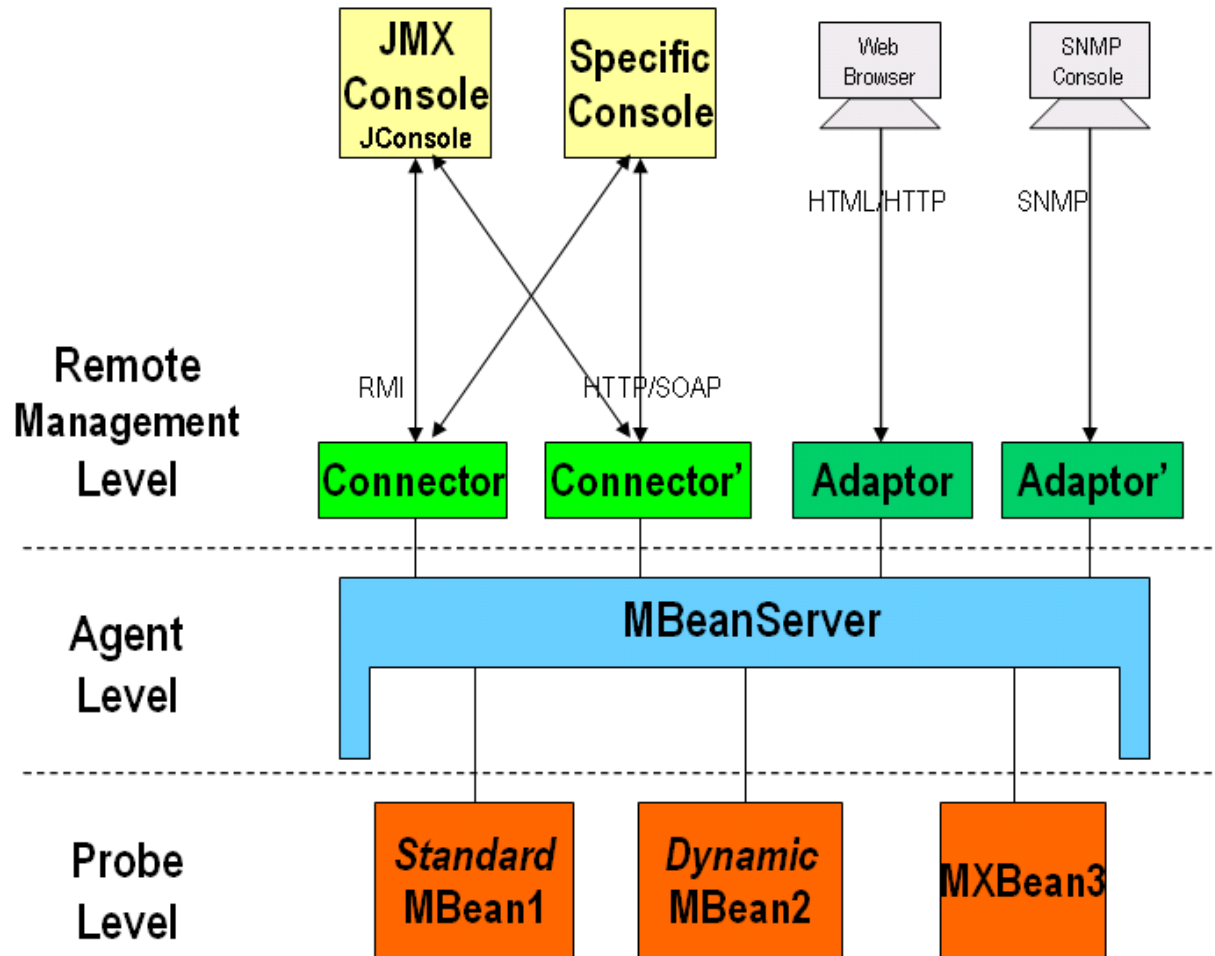 JMX
Console
JConsole
Specific
Console
Web
Browser
SNMP
Console
HTML/HTTP
SNMP
Remote
Management
Level
RMI
HTTP/SOAP
Connector
Connector'
Adaptor
Adaptor'
Agent
Level
MBeanServer
Probe
Level
Standard
MBean1
Dynamic
MBean2
MXBean3